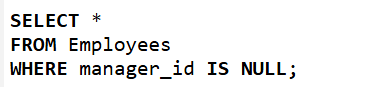 SELECT *
FROM Employees
WHERE manager_id IS NULL;